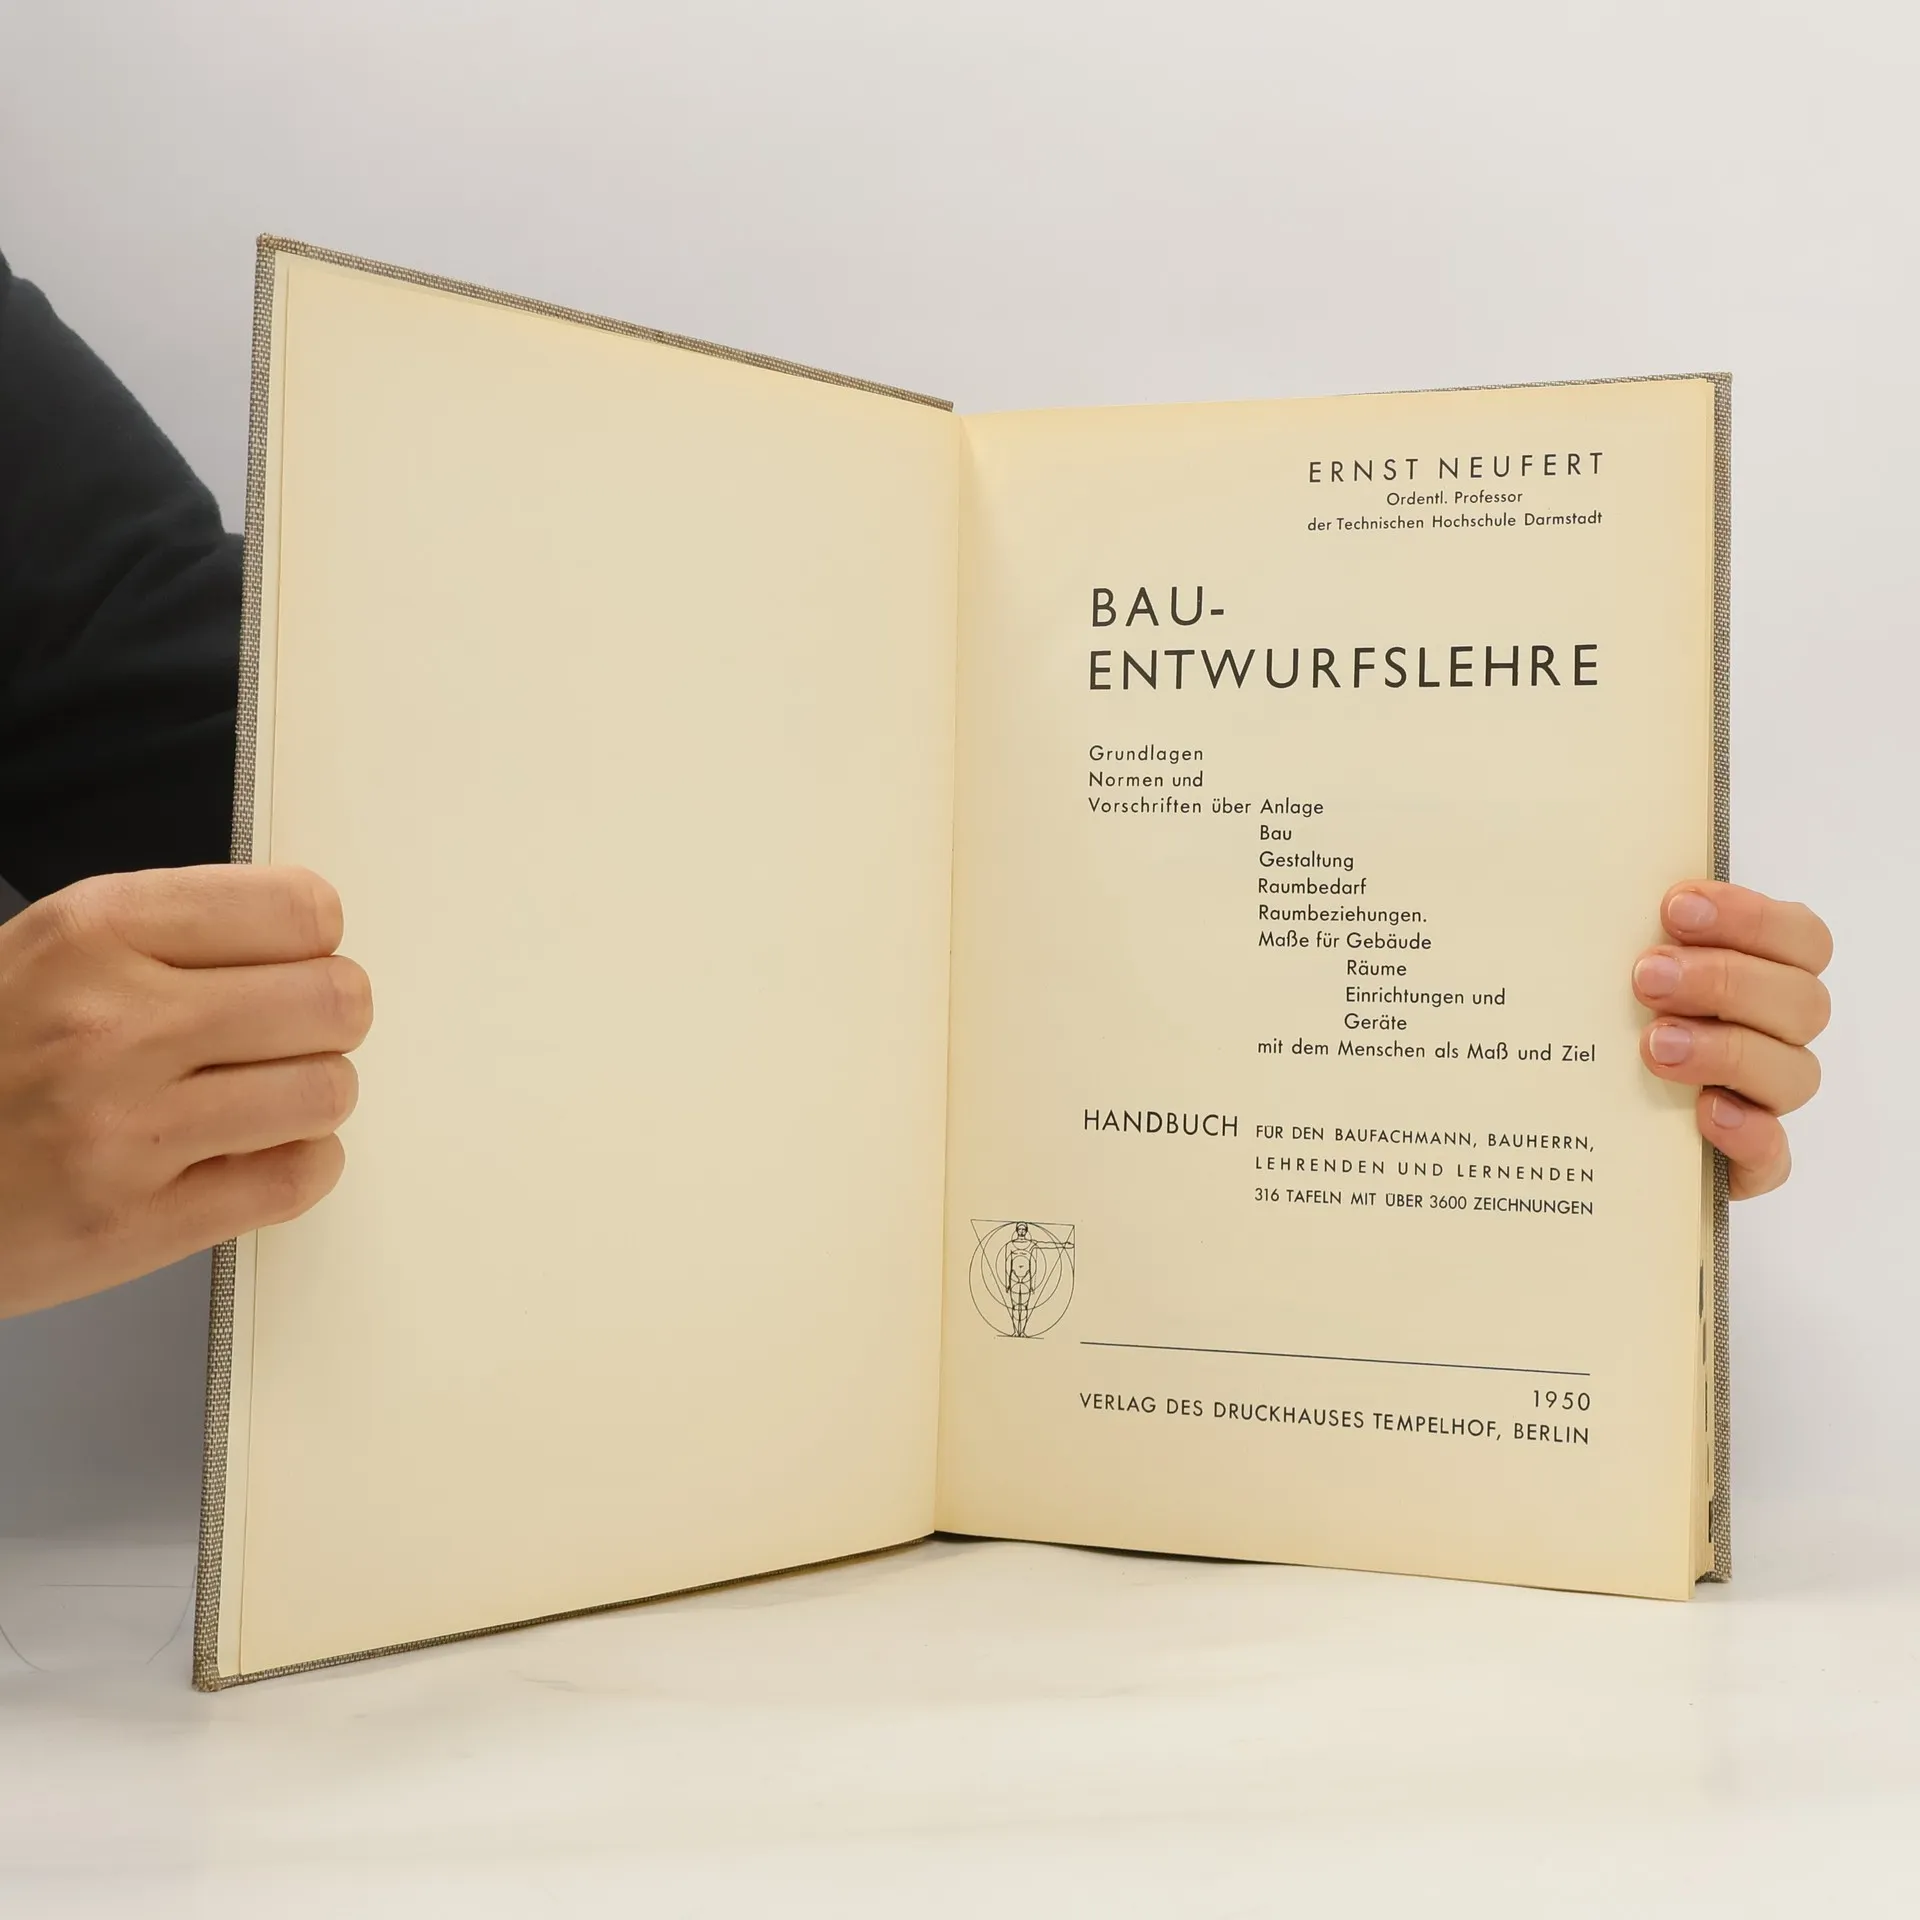 ERNST NEUFERT
Ordentl. Professor
der Technischen Hochschule Darmstadt
BAU-
ENTWURFSLEHRE
Grundlagen
Normen und
Vorschriften über Anlage
Bau
Gestaltung
Raumbedarf
Raumbeziehungen.
Maße für Gebäude
Räume
Einrichtungen und
Geräte
mit dem Menschen als Maß und Ziel
HANDBUCH FÜR DEN BAUFACHMANN, BAUHERRN,
LEHRENDEN UND LERNENDEN
316 TAFELN MIT ÜBER 3600 ZEICHNUNGEN
1950
VERLAG DES DRUCKHAUSES TEMPELHOF, BERLIN